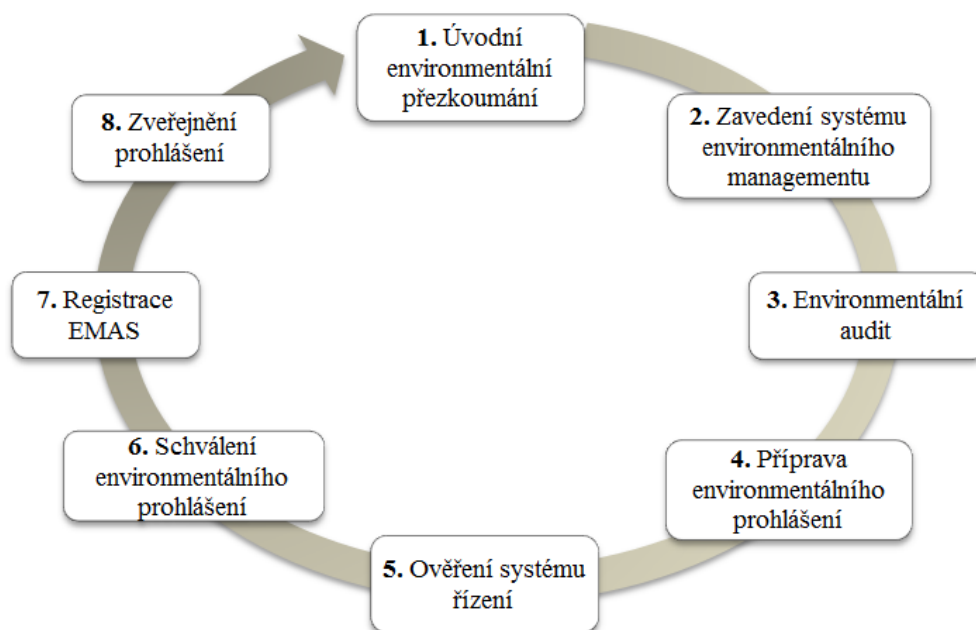 1. Úvodní
environmentální
přezkoumání
2. Zavedení systému
environmentálního
managementu
3. Environmentální
audit
4. Příprava
environmentálního
prohlášení
5. Ověření systému
řízení
6. Schválení
environmentálního
prohlášení
7. Registrace
EMAS
8. Zveřejnění
prohlášení